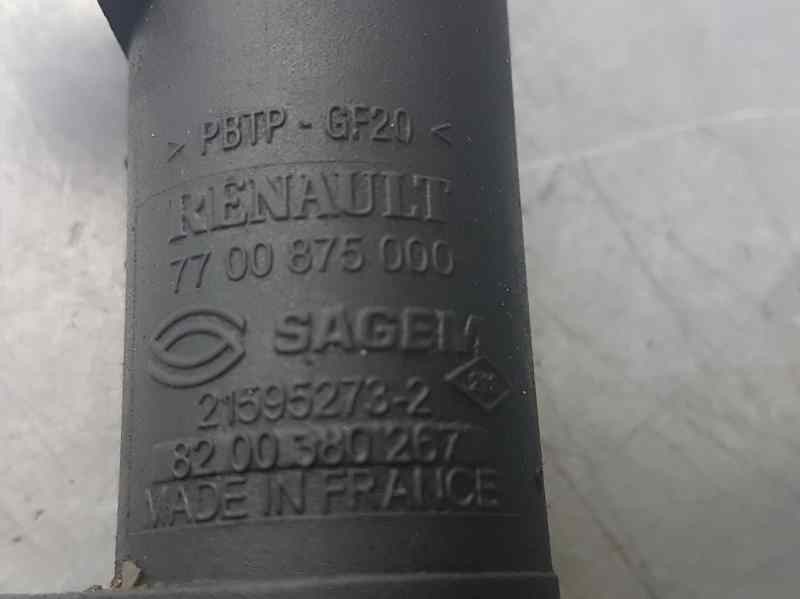 > PBTP - GF20 <
RENAULT
77 00 875 000
SAGEM
21595273-2
82 00 380 267
MADE IN FRANCE